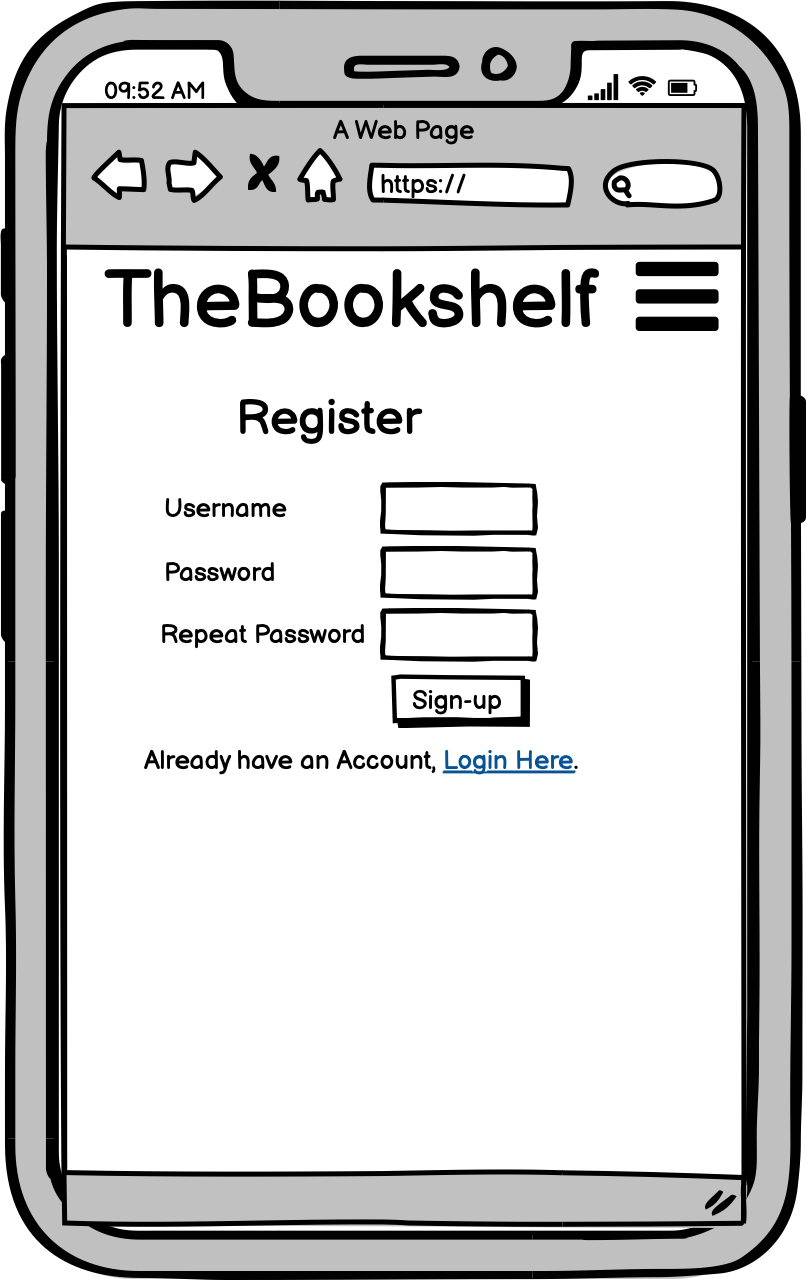 09:52 AM
A Web Page
https://
TheBookshelf
Register
Username
Password
Repeat Password
Sign-up
Already have an Account, Login Here.